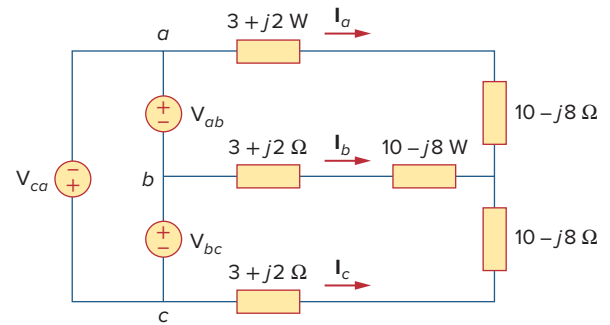 a
3 + j2 W
I_a
V_ab
10 – j8 Ω
3 + j2 Ω
I_b
10 – j8 W
V_ca
b
V_bc
10 – j8 Ω
3 + j2 Ω
I_c
c